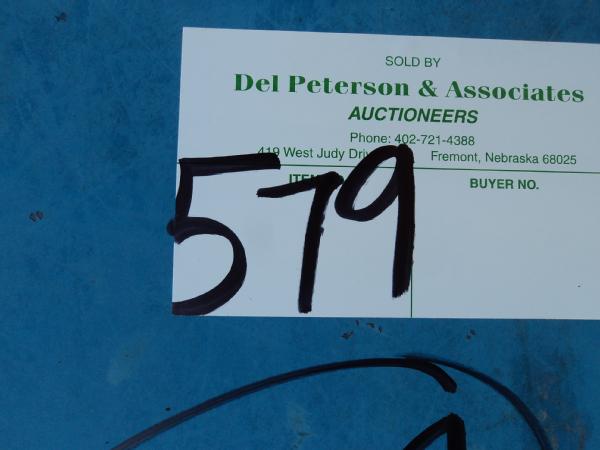 SOLD BY
Del Peterson & Associates
AUCTIONEERS
Phone: 402-721-4388
419 West Judy Drive Fremont, Nebraska 68025
BUYER NO.
579